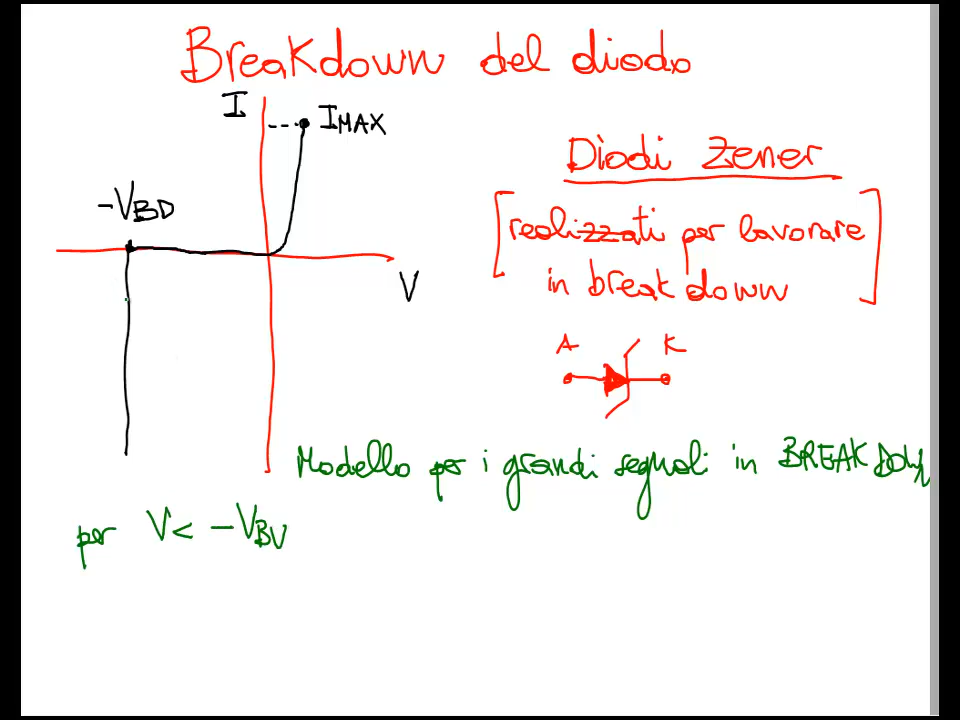 Breakdown del diodo
I
IMAX
Diodi Zener
-VBD
[realizzati per lavorare
in breakdown]
V
A K
Modello per i grandi segnali in BREAKDOWN
per V < -VBV